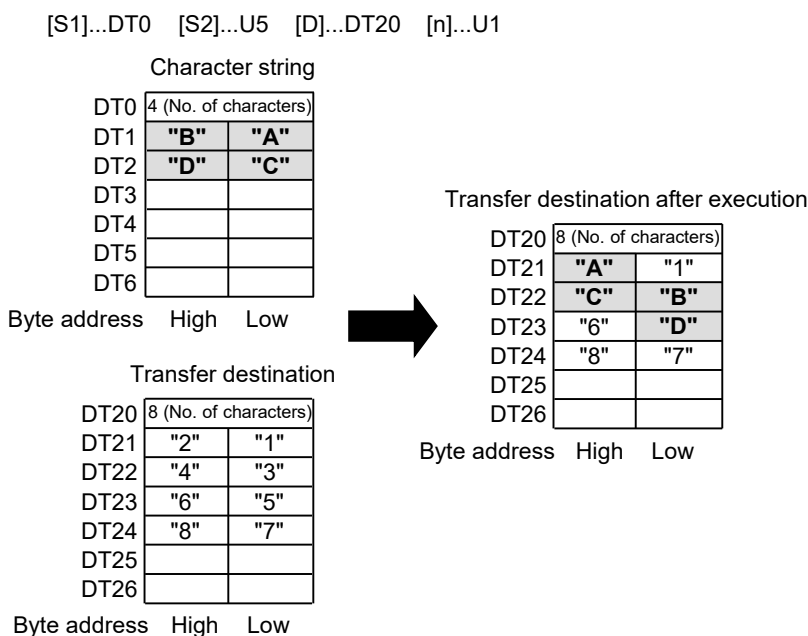 [S1]...DT0 [S2]...U5 [D]...DT20 [n]...U1
Character string
DT0 4 (No. of characters)
DT1 "B" "A"
DT2 "D" "C"
DT3
DT4
DT5
DT6
Byte address High Low
Transfer destination
DT20 8 (No. of characters)
DT21 "2" "1"
DT22 "4" "3"
DT23 "6" "5"
DT24 "8" "7"
DT25
DT26
Byte address High Low
Transfer destination after execution
DT20 8 (No. of characters)
DT21 "A" "1"
DT22 "C" "B"
DT23 "6" "D"
DT24 "8" "7"
DT25
DT26
Byte address High Low